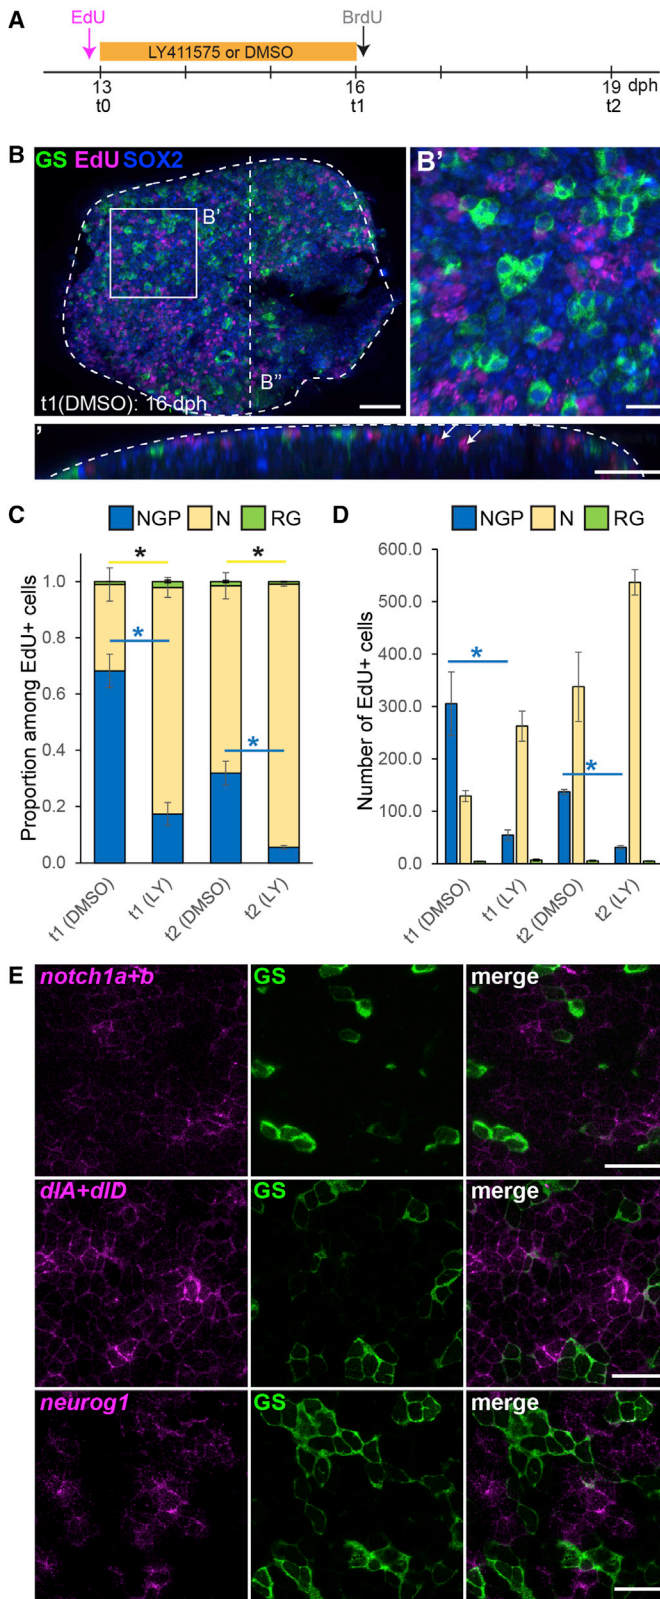 A
EdU
BrdU
LY411575 or DMSO
13
16
19
dph
t0
t1
t2
B
GS EdU SOX2
B'
B'
B''
t1(DMSO): 16 dph
'
C
NGP
N
RG
Proportion among EdU+ cells
1.0
0.8
0.6
0.4
0.2
0.0
*
*
*
*
t1 (DMSO)
t1 (LY)
t2 (DMSO)
t2 (LY)
D
NGP
N
RG
Number of EdU+ cells
600.0
500.0
400.0
300.0
200.0
100.0
0.0
*
*
t1 (DMSO)
t1 (LY)
t2 (DMSO)
t2 (LY)
E
notch1a+b
GS
merge
dlA+dlD
GS
merge
neurog1
GS
merge